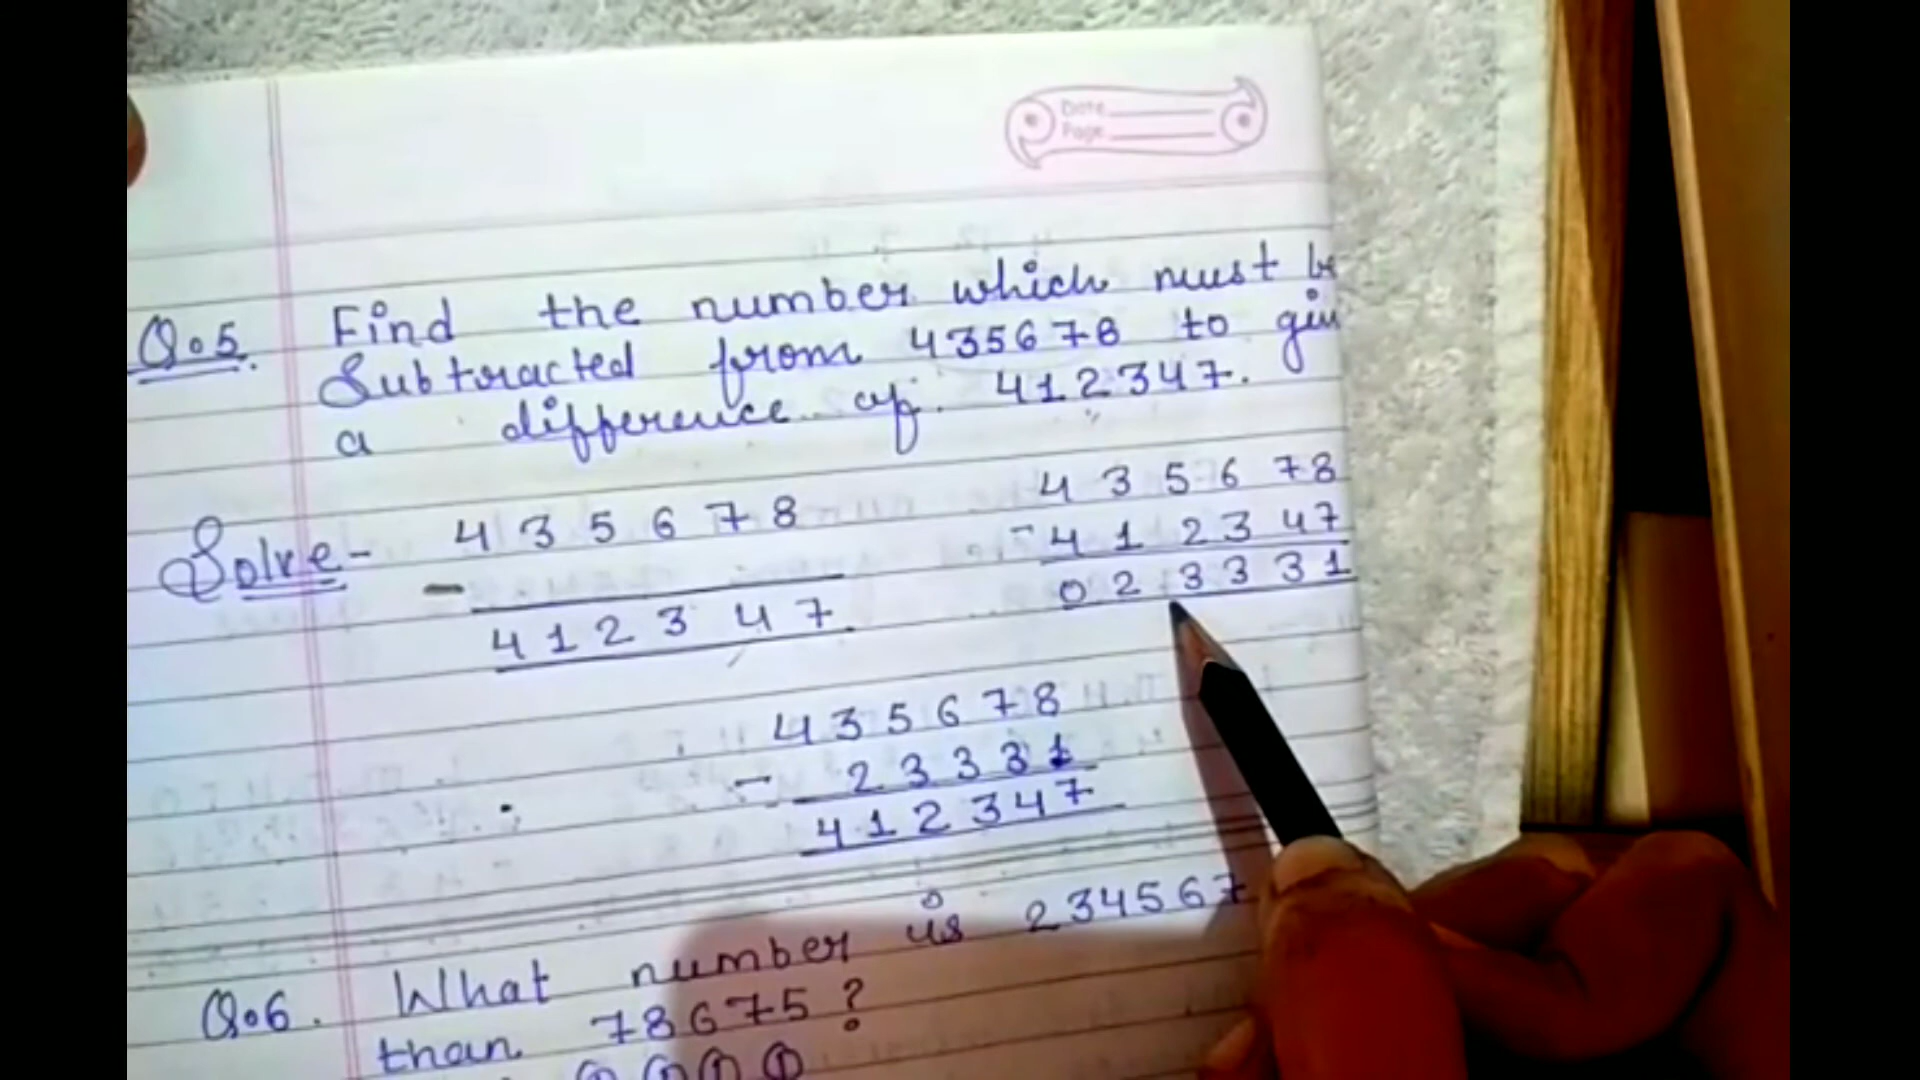 Date
Page
Q.5. Find the number which must be
Subtracted from 435678 to give
a difference of. 412347.
Solve- 435678
-
412347.
435678
- 412347
023331
435678
- 23331
412347
Q.6. What number is 234567
than 78675?